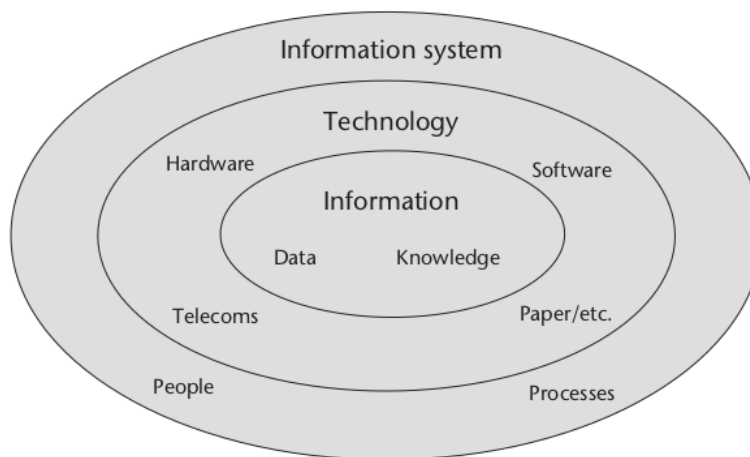 Information system
Technology
Hardware
Software
Information
Data Knowledge
Telecoms
Paper/etc.
People
Processes